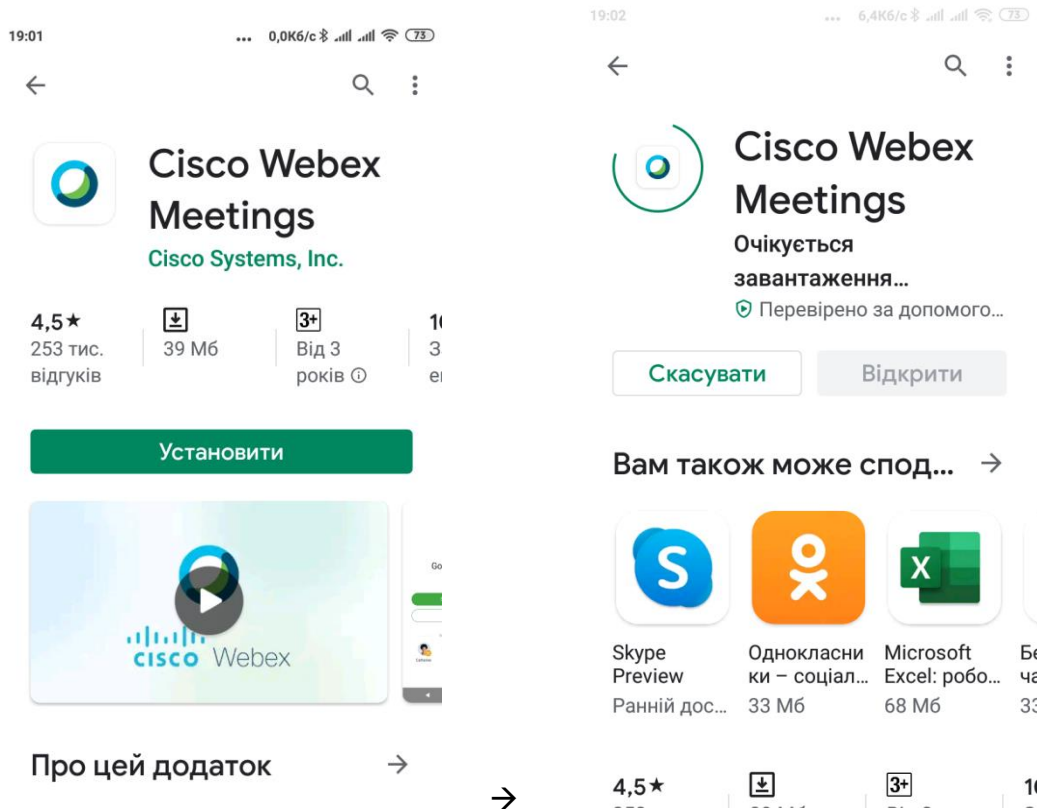 19:01
... 0,0Кб/с 73
Cisco Webex
Meetings
Cisco Systems, Inc.
4,5★
253 тис.
відгуків
39 Мб
3+
Від 3
років
Установити
cisco Webex
Go
Про цей додаток
→
19:02
... 6,4Кб/с 73
Cisco Webex
Meetings
Очікується
завантаження...
Перевірено за допомого...
Скасувати
Відкрити
Вам також може спод...
S
X
Skype
Preview
Ранній дос...
Однокласни
ки – соціал...
33 Мб
Microsoft
Excel: робо...
68 Мб
4,5★
3+